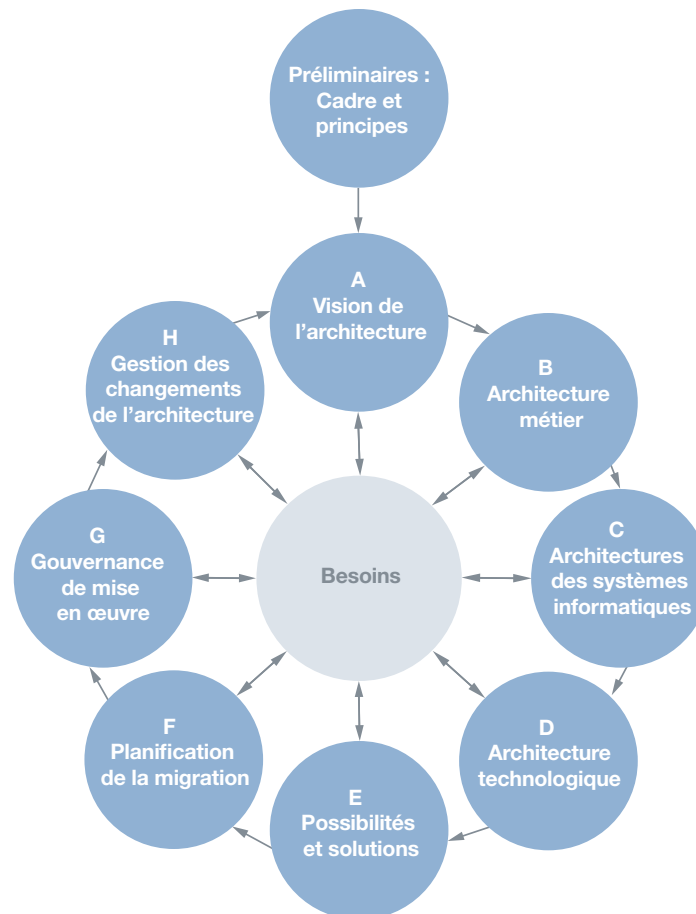 Préliminaires :
Cadre et
principes
A
Vision de
l’architecture
B
Architecture
métier
C
Architectures
des systèmes
informatiques
D
Architecture
technologique
E
Possibilités
et solutions
F
Planification
de la migration
G
Gouvernance
de mise
en œuvre
H
Gestion des
changements
de l’architecture
Besoins